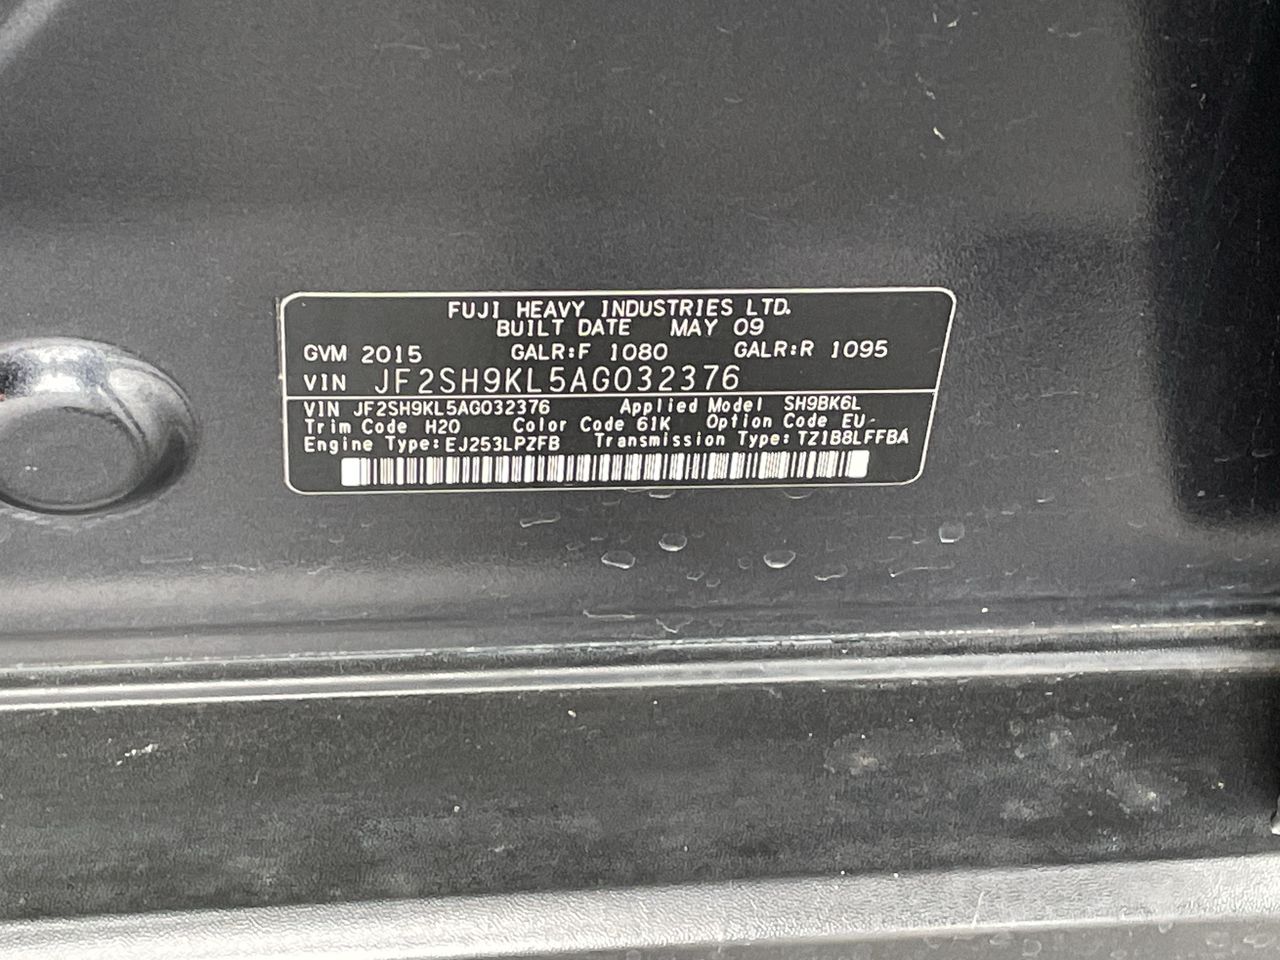 FUJI HEAVY INDUSTRIES LTD.
BUILT DATE MAY 09
GVM 2015 GALR:F 1080 GALR:R 1095
VIN JF2SH9KL5AG032376
VIN JF2SH9KL5AG032376 Applied Model SH9BK6L
Trim Code H20 Color Code 61K Option Code EU-
Engine Type:EJ253LPZFB Transmission Type:TZ1B8LFFBA